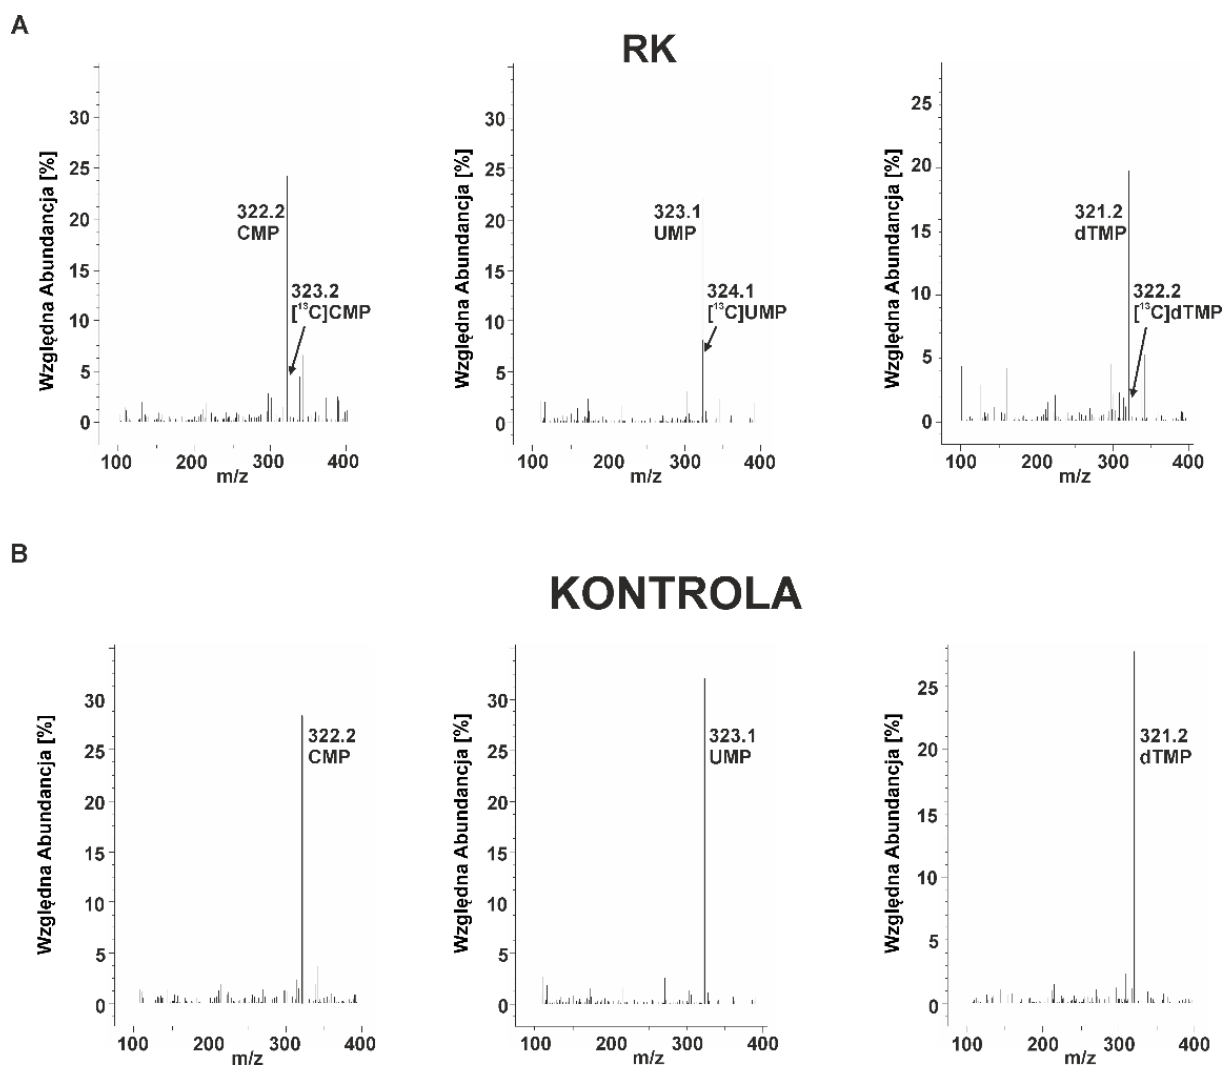 A
RK
Względna Abundancja [%]
30
25
20
15
10
5
0
322.2
CMP
323.2
[¹³C]CMP
100 200 300 400
m/z
Względna Abundancja [%]
30
25
20
15
10
5
0
323.1
UMP
324.1
[¹³C]UMP
100 200 300 400
m/z
Względna Abundancja [%]
25
20
15
10
5
0
321.2
dTMP
322.2
[¹³C]dTMP
100 200 300 400
m/z
B
KONTROLA
Względna Abundancja [%]
30
25
20
15
10
5
0
322.2
CMP
100 200 300 400
m/z
Względna Abundancja [%]
30
25
20
15
10
5
0
323.1
UMP
100 200 300 400
m/z
Względna Abundancja [%]
25
20
10
5
0
321.2
dTMP
100 200 300 400
m/z